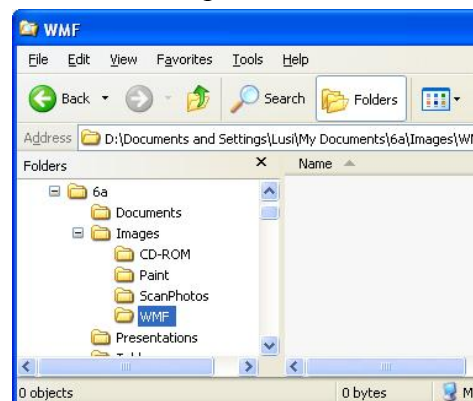 WMF
File Edit View Favorites Tools Help
Back Search Folders
Address D:\Documents and Settings\Lusi\My Documents\6a\Images\WM
Folders × Name
6a
Documents
Images
CD-ROM
Paint
ScanPhotos
WMF
Presentations
0 objects 0 bytes M